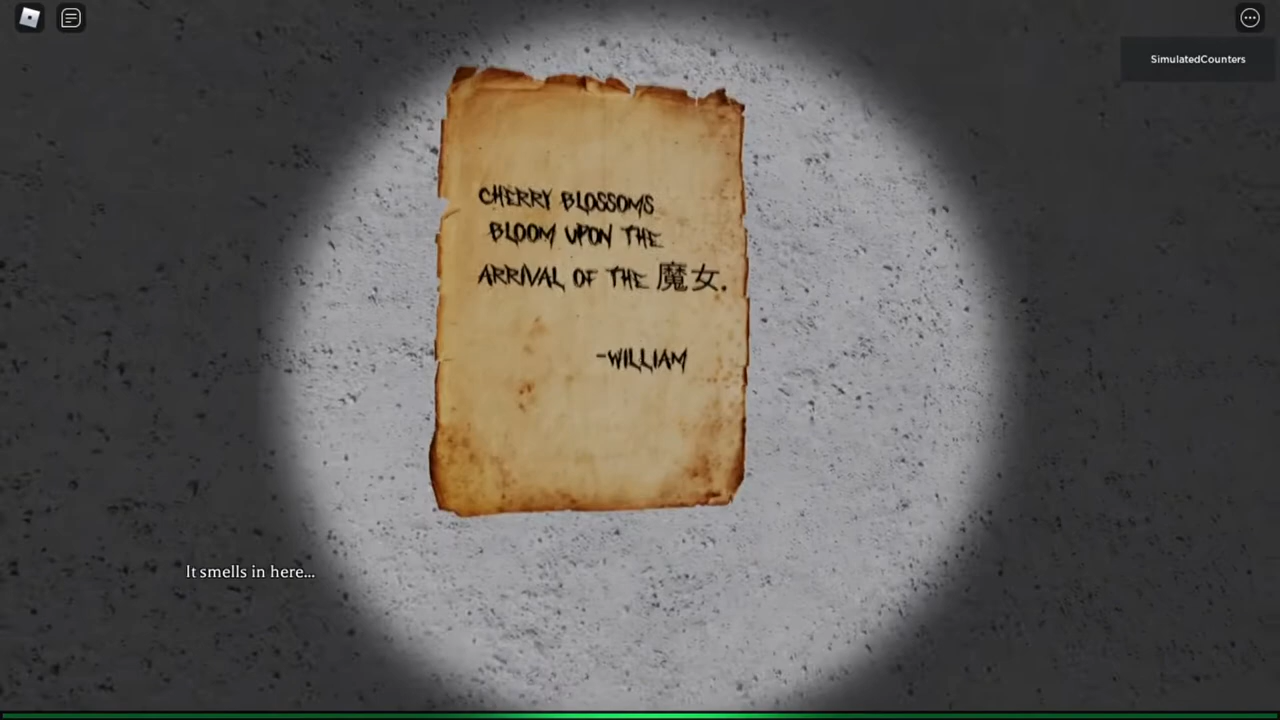 SimulatedCounters
CHERRY BLOSSOMS
BLOOM UPON THE
ARRIVAL OF THE 魔女.
-WILLIAM
It smells in here...